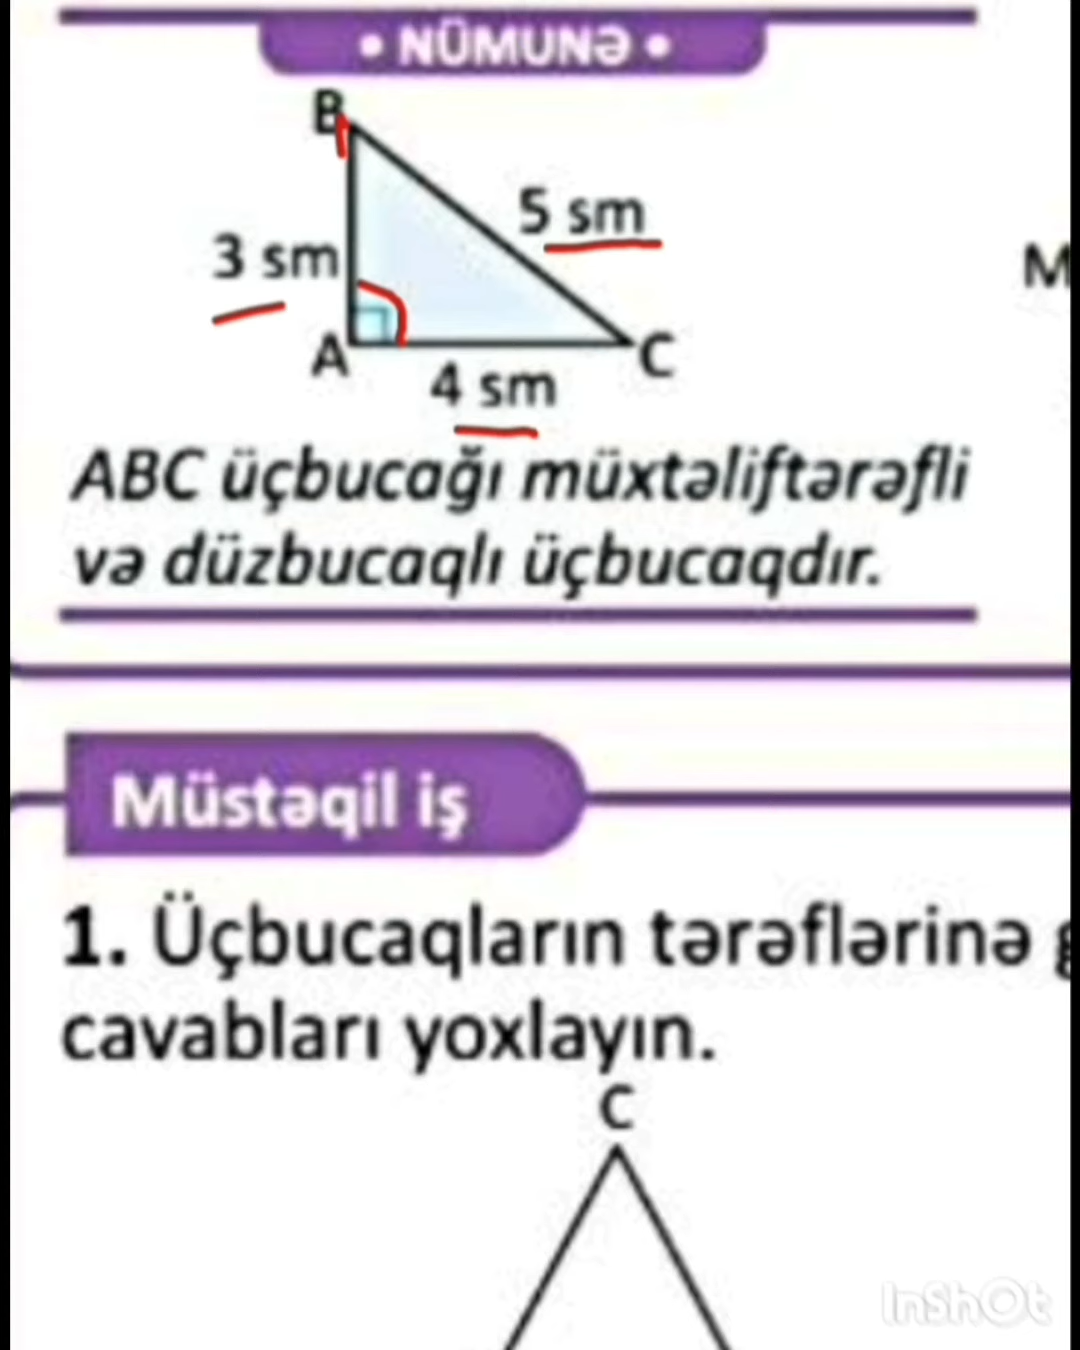 • NÜMUNƏ •
B
5 sm
3 sm
M
A
C
4 sm
ABC üçbucağı müxtəliftərəfli
və düzbucaqlı üçbucaqdır.
Müstəqil iş
1. Üçbucaqların tərəflərinə
cavabları yoxlayın.
C
InShOt